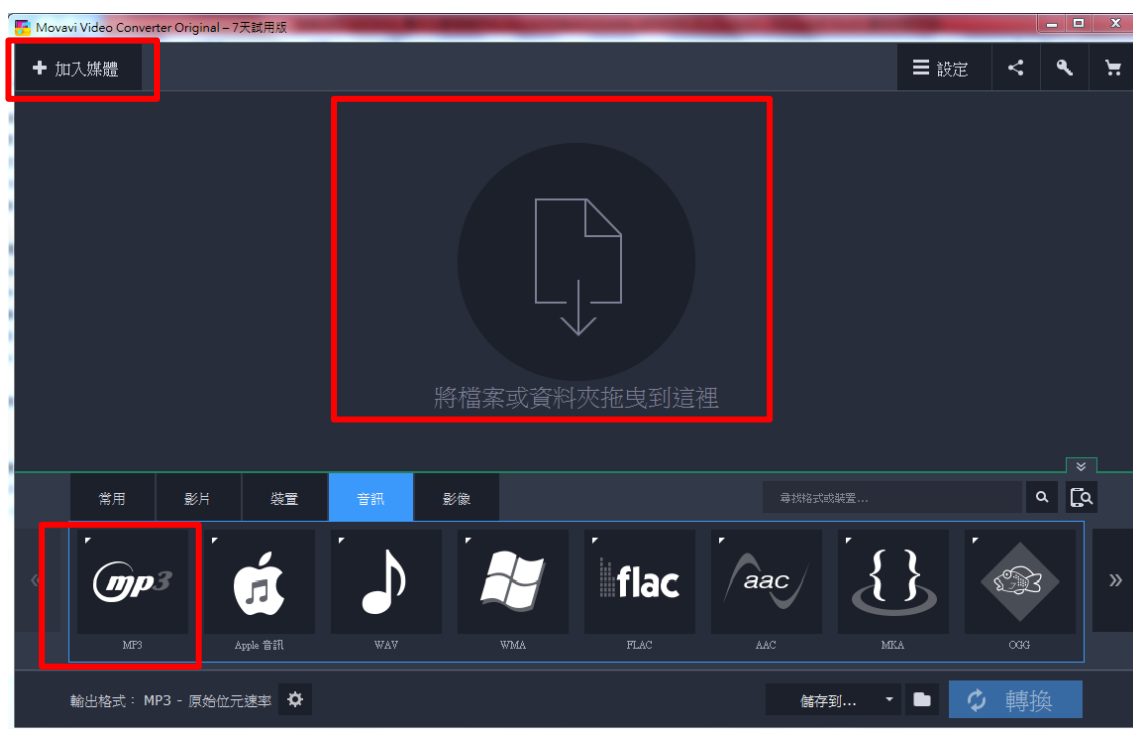 Movavi Video Converter Original – 7天試用版
加入媒體
設定
將檔案或資料夾拖曳到這裡
常用 影片 裝置 音訊 影像 尋找格式或裝置...
mp3 flac aac { }
MP3 Apple 音訊 WAV WMA FLAC AAC MKA OGG
輸出格式： MP3 - 原始位元速率 儲存到... 轉換